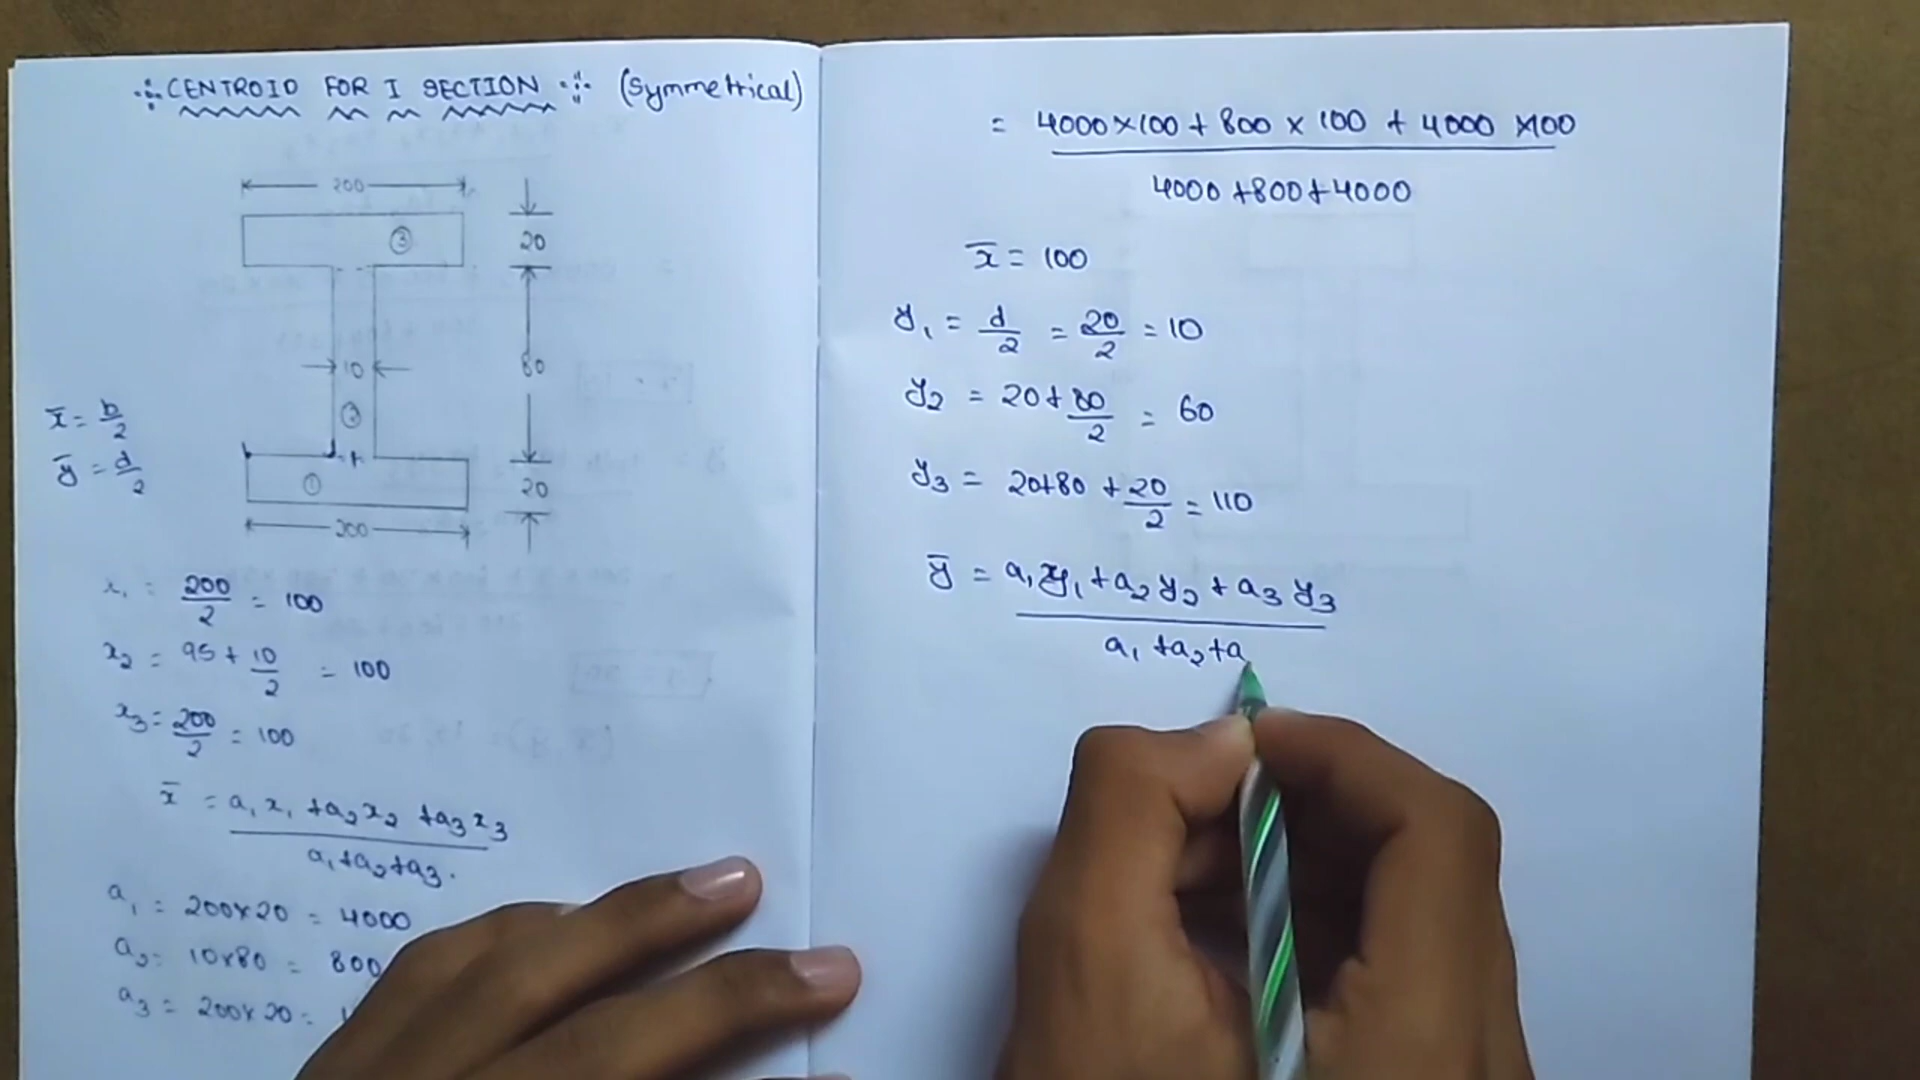 CENTROID FOR I SECTION (Symmetrical)
200
③
20
10
80
②
x̄ = b/2
ȳ = d/2
①
20
200
x₁ = 200/2 = 100
x₂ = 95 + 10/2 = 100
x₃ = 200/2 = 100
x̄ = a₁x₁ + a₂x₂ + a₃x₃
a₁ + a₂ + a₃.
a₁ = 200×20 = 4000
a₂ = 10×80 = 800
a₃ = 200×20 =
= 4000×100 + 800 × 100 + 4000 ×100
4000 + 800 + 4000
x̄ = 100
y₁ = d/2 = 20/2 = 10
y₂ = 20 + 80/2 = 60
y₃ = 20+80 + 20/2 = 110
ȳ = a₁y₁ + a₂y₂ + a₃y₃
a₁ + a₂ + a